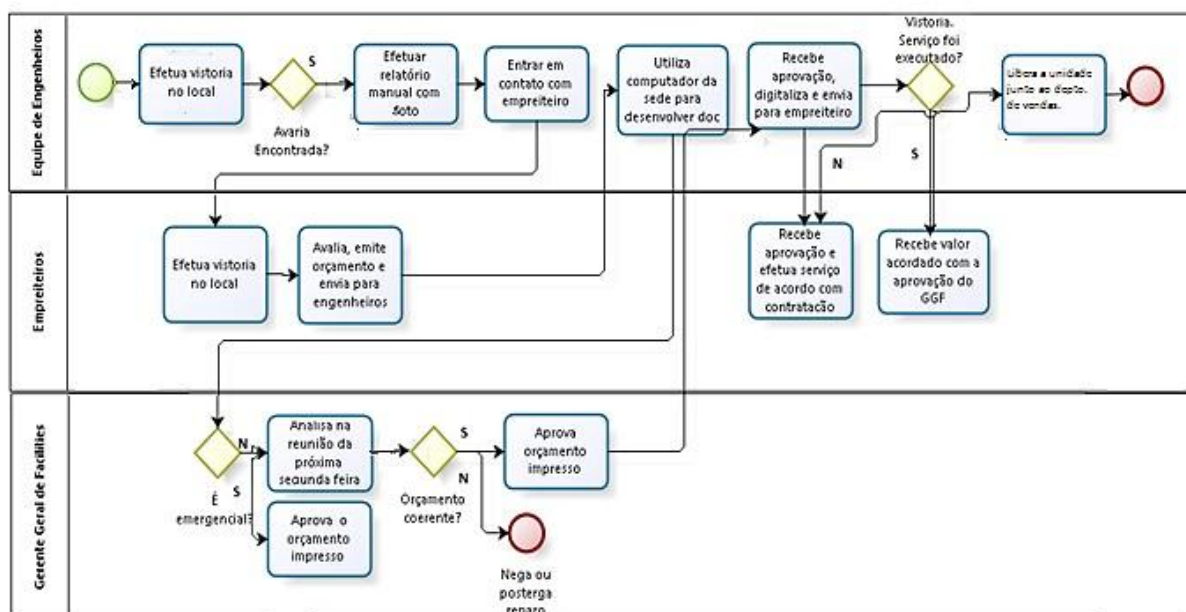 Equipe de Engenheiros
Efetua vistoria
no local
S
Avaria
Encontrada?
Efetuar
relatório
manual com
foto
Entrar em
contato com
empreiteiro
Utiliza
computador da
sede para
desenvolver doc
Recebe
aprovação,
digitaliza e envia
para empreiteiro
Vistoria.
Serviço foi
executado?
N
S
Libera a unidade
junto ao depto.
de vendas.
Empreiteiros
Efetua vistoria
no local
Avalia, emite
orçamento e
envia para
engenheiros
Recebe
aprovação e
efetua serviço
de acordo com
contratação
Recebe valor
acordado com a
aprovação do
GGF
Gerente Geral de Facilities
É
emergencial?
N
S
Analisa na
reunião da
próxima
segunda feira
Aprova o
orçamento
impresso
Orçamento
coerente?
S
N
Aprova
orçamento
impresso
Nega ou
posterga
reparo